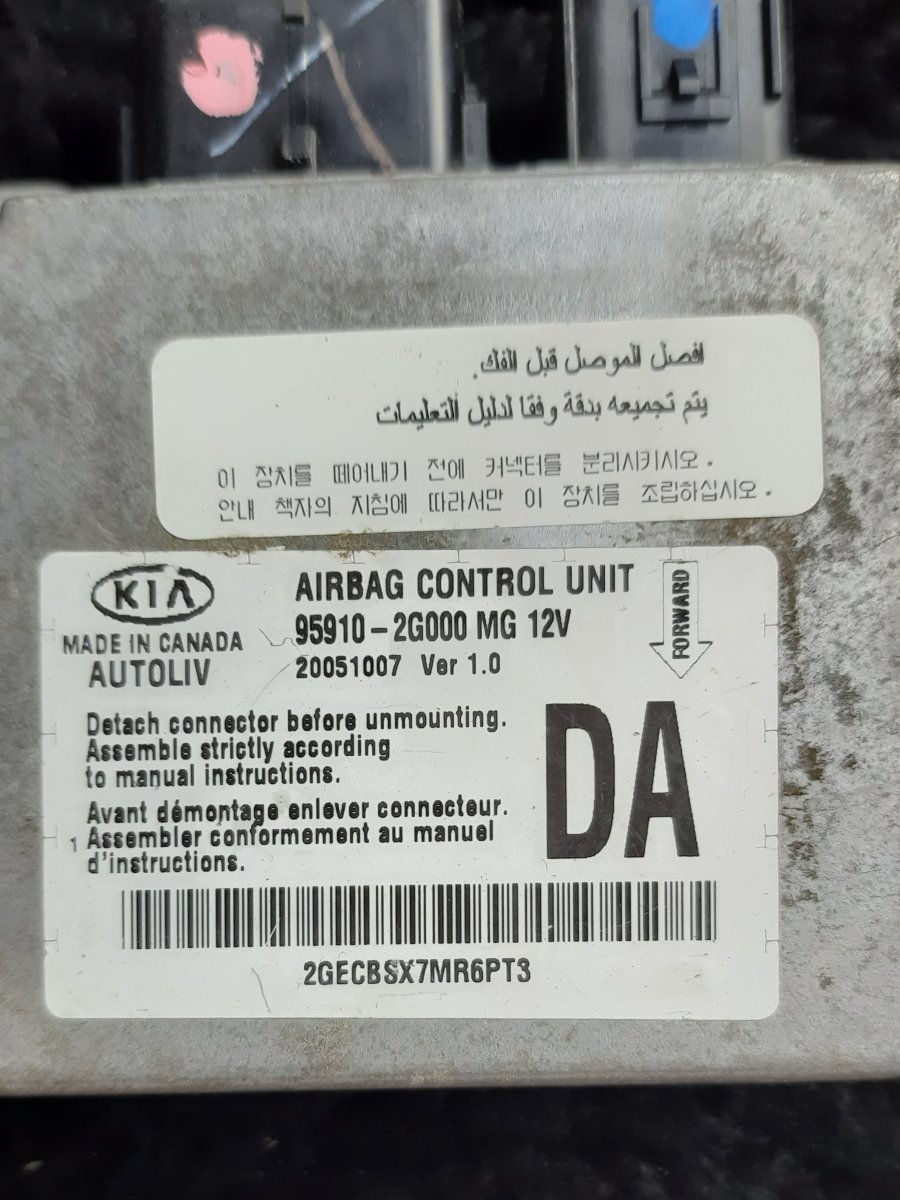 افصل الموصل قبل الفك.
يتم تجميعه بدقة وفقا لدليل التعليمات
이 장치를 떼어내기 전에 커넥터를 분리시키시오.
안내 책자의 지침에 따라서만 이 장치를 조립하십시오.
KIA
MADE IN CANADA
AUTOLIV
AIRBAG CONTROL UNIT
95910-2G000 MG 12V
20051007 Ver 1.0
FORWARD
Detach connector before unmounting.
Assemble strictly according
to manual instructions.
Avant démontage enlever connecteur.
Assembler conformement au manuel
d'instructions.
DA
2GECBSX7MR6PT3